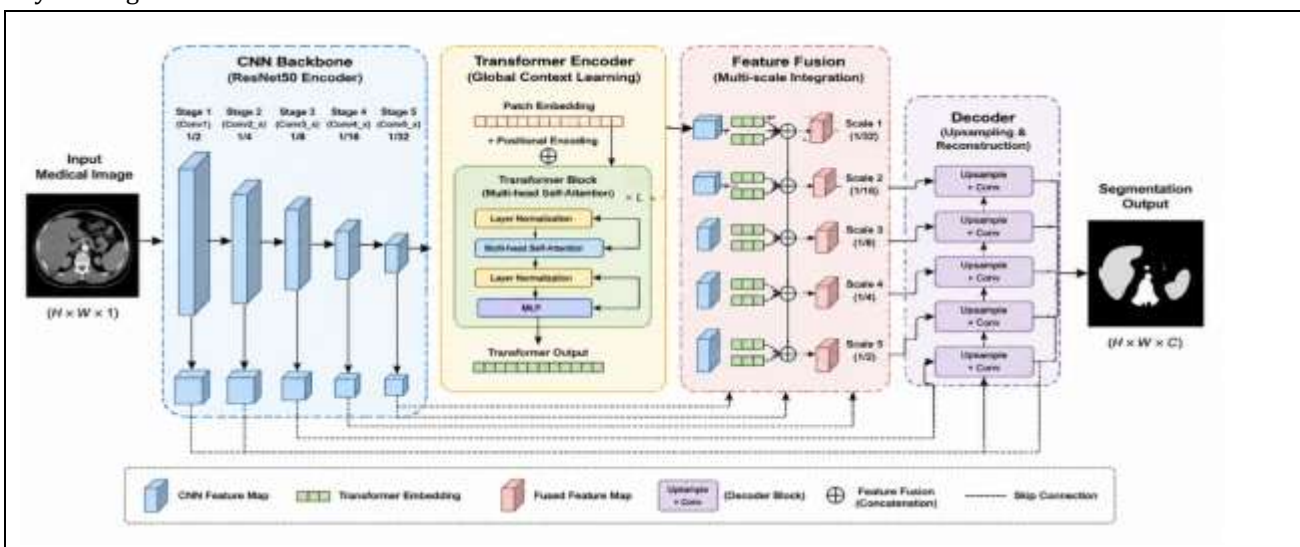 Input
Medical Image
(H × W × 1)
CNN Backbone
(ResNet50 Encoder)
Stage 1
(Conv1)
1/2
Stage 2
(Conv2_x)
1/4
Stage 3
(Conv3_x)
1/8
Stage 4
(Conv4_x)
1/16
Stage 5
1/32
Transformer Encoder
(Global Context Learning)
Patch Embedding
+ Positional Encoding
Transformer Block
(Multi-head Self-Attention)
× L
Layer Normalization
Multi-head Self-Attention
Layer Normalization
MLP
Transformer Output
Feature Fusion
(Multi-scale Integration)
Scale 1
(1/32)
Scale 2
(1/16)
Scale 3
(1/8)
Scale 4
(1/4)
Scale 5
(1/2)
Decoder
(Upsampling &
Reconstruction)
Upsample
+ Conv
Upsample
+ Conv
Upsample
+ Conv
Upsample
+ Conv
Upsample
+ Conv
Segmentation
Output
(H × W × C)
CNN Feature Map
Transformer Embedding
Fused Feature Map
Upsample
+ Conv
(Decoder Block)
Feature Fusion
(Concatenation)
Skip Connection